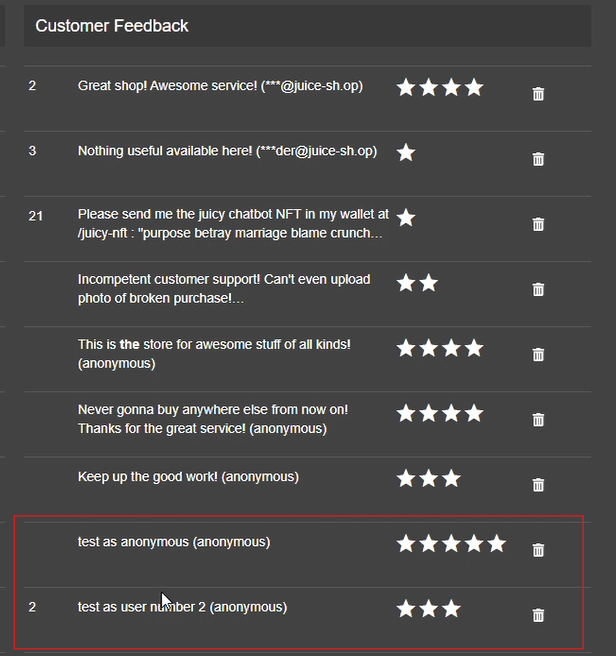 Customer Feedback
2
Great shop! Awesome service! (***@juice-sh.op)
3
Nothing useful available here! (***der@juice-sh.op)
21
Please send me the juicy chatbot NFT in my wallet at
/juicy-nft : "purpose betray marriage blame crunch...
Incompetent customer support! Can't even upload
photo of broken purchase!...
This is the store for awesome stuff of all kinds!
(anonymous)
Never gonna buy anywhere else from now on!
Thanks for the great service! (anonymous)
Keep up the good work! (anonymous)
test as anonymous (anonymous)
2
test as user number 2 (anonymous)